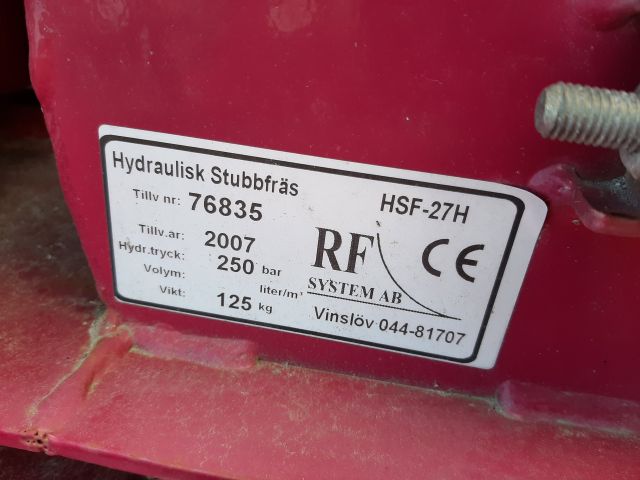 Hydraulisk Stubbfräs HSF-27H
Tillv nr: 76835
Tillv.ar: 2007
Hydr.tryck: 250 bar
Volym: liter/m
Vikt: 125 kg
RF
SYSTEM AB
CE
Vinslöv 044-81707